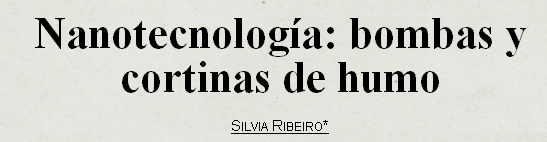 Nanotecnología: bombas y
cortinas de humo
SILVIA RIBEIRO*